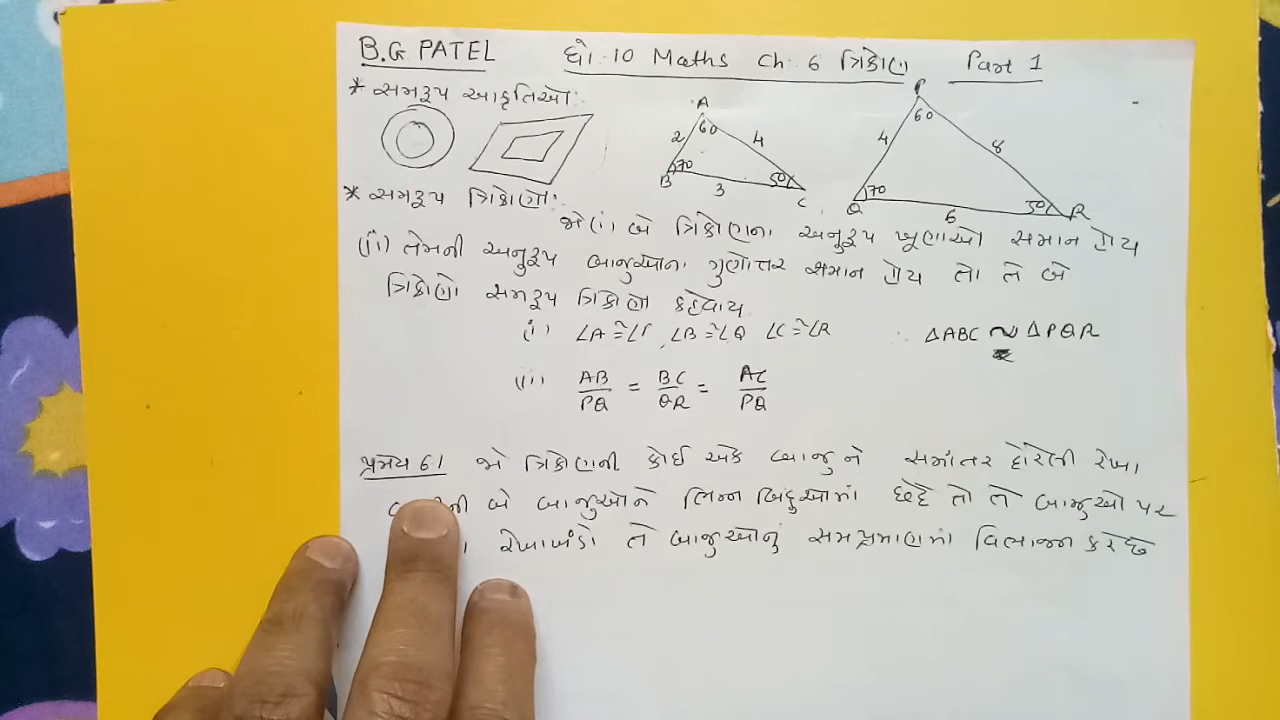 B.G PATEL ધો. 10 Maths Ch. 6 ત્રિકોણ Part 1
* સમરૂપ આકૃતિઓ:
A 60 2 4 B 70 3 50 C
P 60 4 8 Q 70 6 50 R
* સમરૂપ ત્રિકોણો:
જો (i) બે ત્રિકોણના અનુરૂપ ખૂણાઓ સમાન હોય
(ii) તેમની અનુરૂપ બાજુઓના ગુણોત્તર સમાન હોય તો તે બે
ત્રિકોણો સમરૂપ ત્રિકોણો કહેવાય
(i) ∠A ≅ ∠P, ∠B ≅ ∠Q ∠C ≅ ∠R ∴ ΔABC ~ ΔPQR
(ii) AB/PQ = BC/QR = AC/PQ
પ્રમેય 6.1 જો ત્રિકોણની કોઈ એક બાજુને સમાંતર દોરેલી રેખા
બે બાજુઓને ભિન્ન બિંદુઓમાં છેદે તો તે બાજુઓ પર
રેખાખંડો તે બાજુઓનું સમપ્રમાણમાં વિભાજન કરે છે